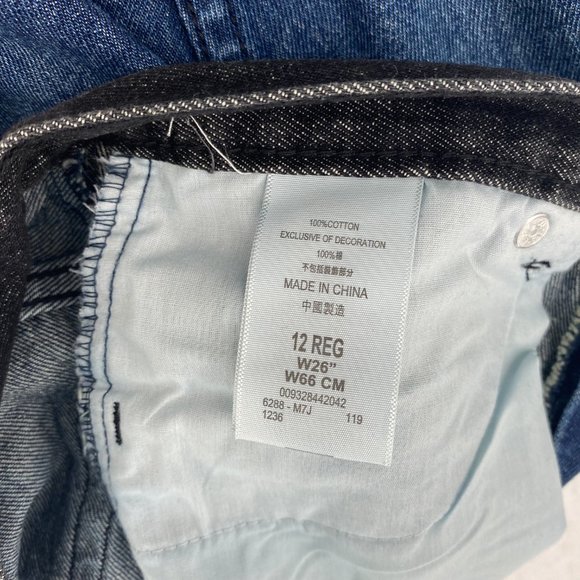 100%COTTON
EXCLUSIVE OF DECORATION
100%棉
不包括裝飾部分
MADE IN CHINA
中國製造
12 REG
W26"
W66 CM
009328442042
6288 - M7J 119
1236